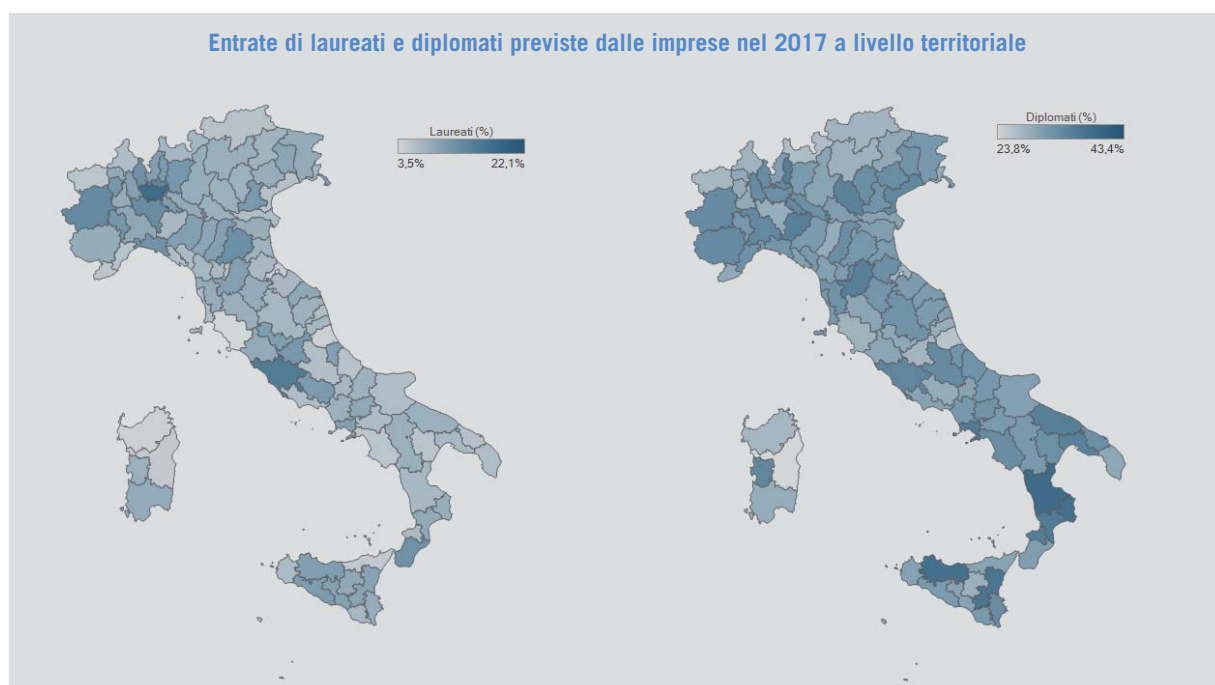 Entrate di laureati e diplomati previste dalle imprese nel 2017 a livello territoriale
Laureati (%)
3,5% 22,1%
Diplomati (%)
23,8% 43,4%